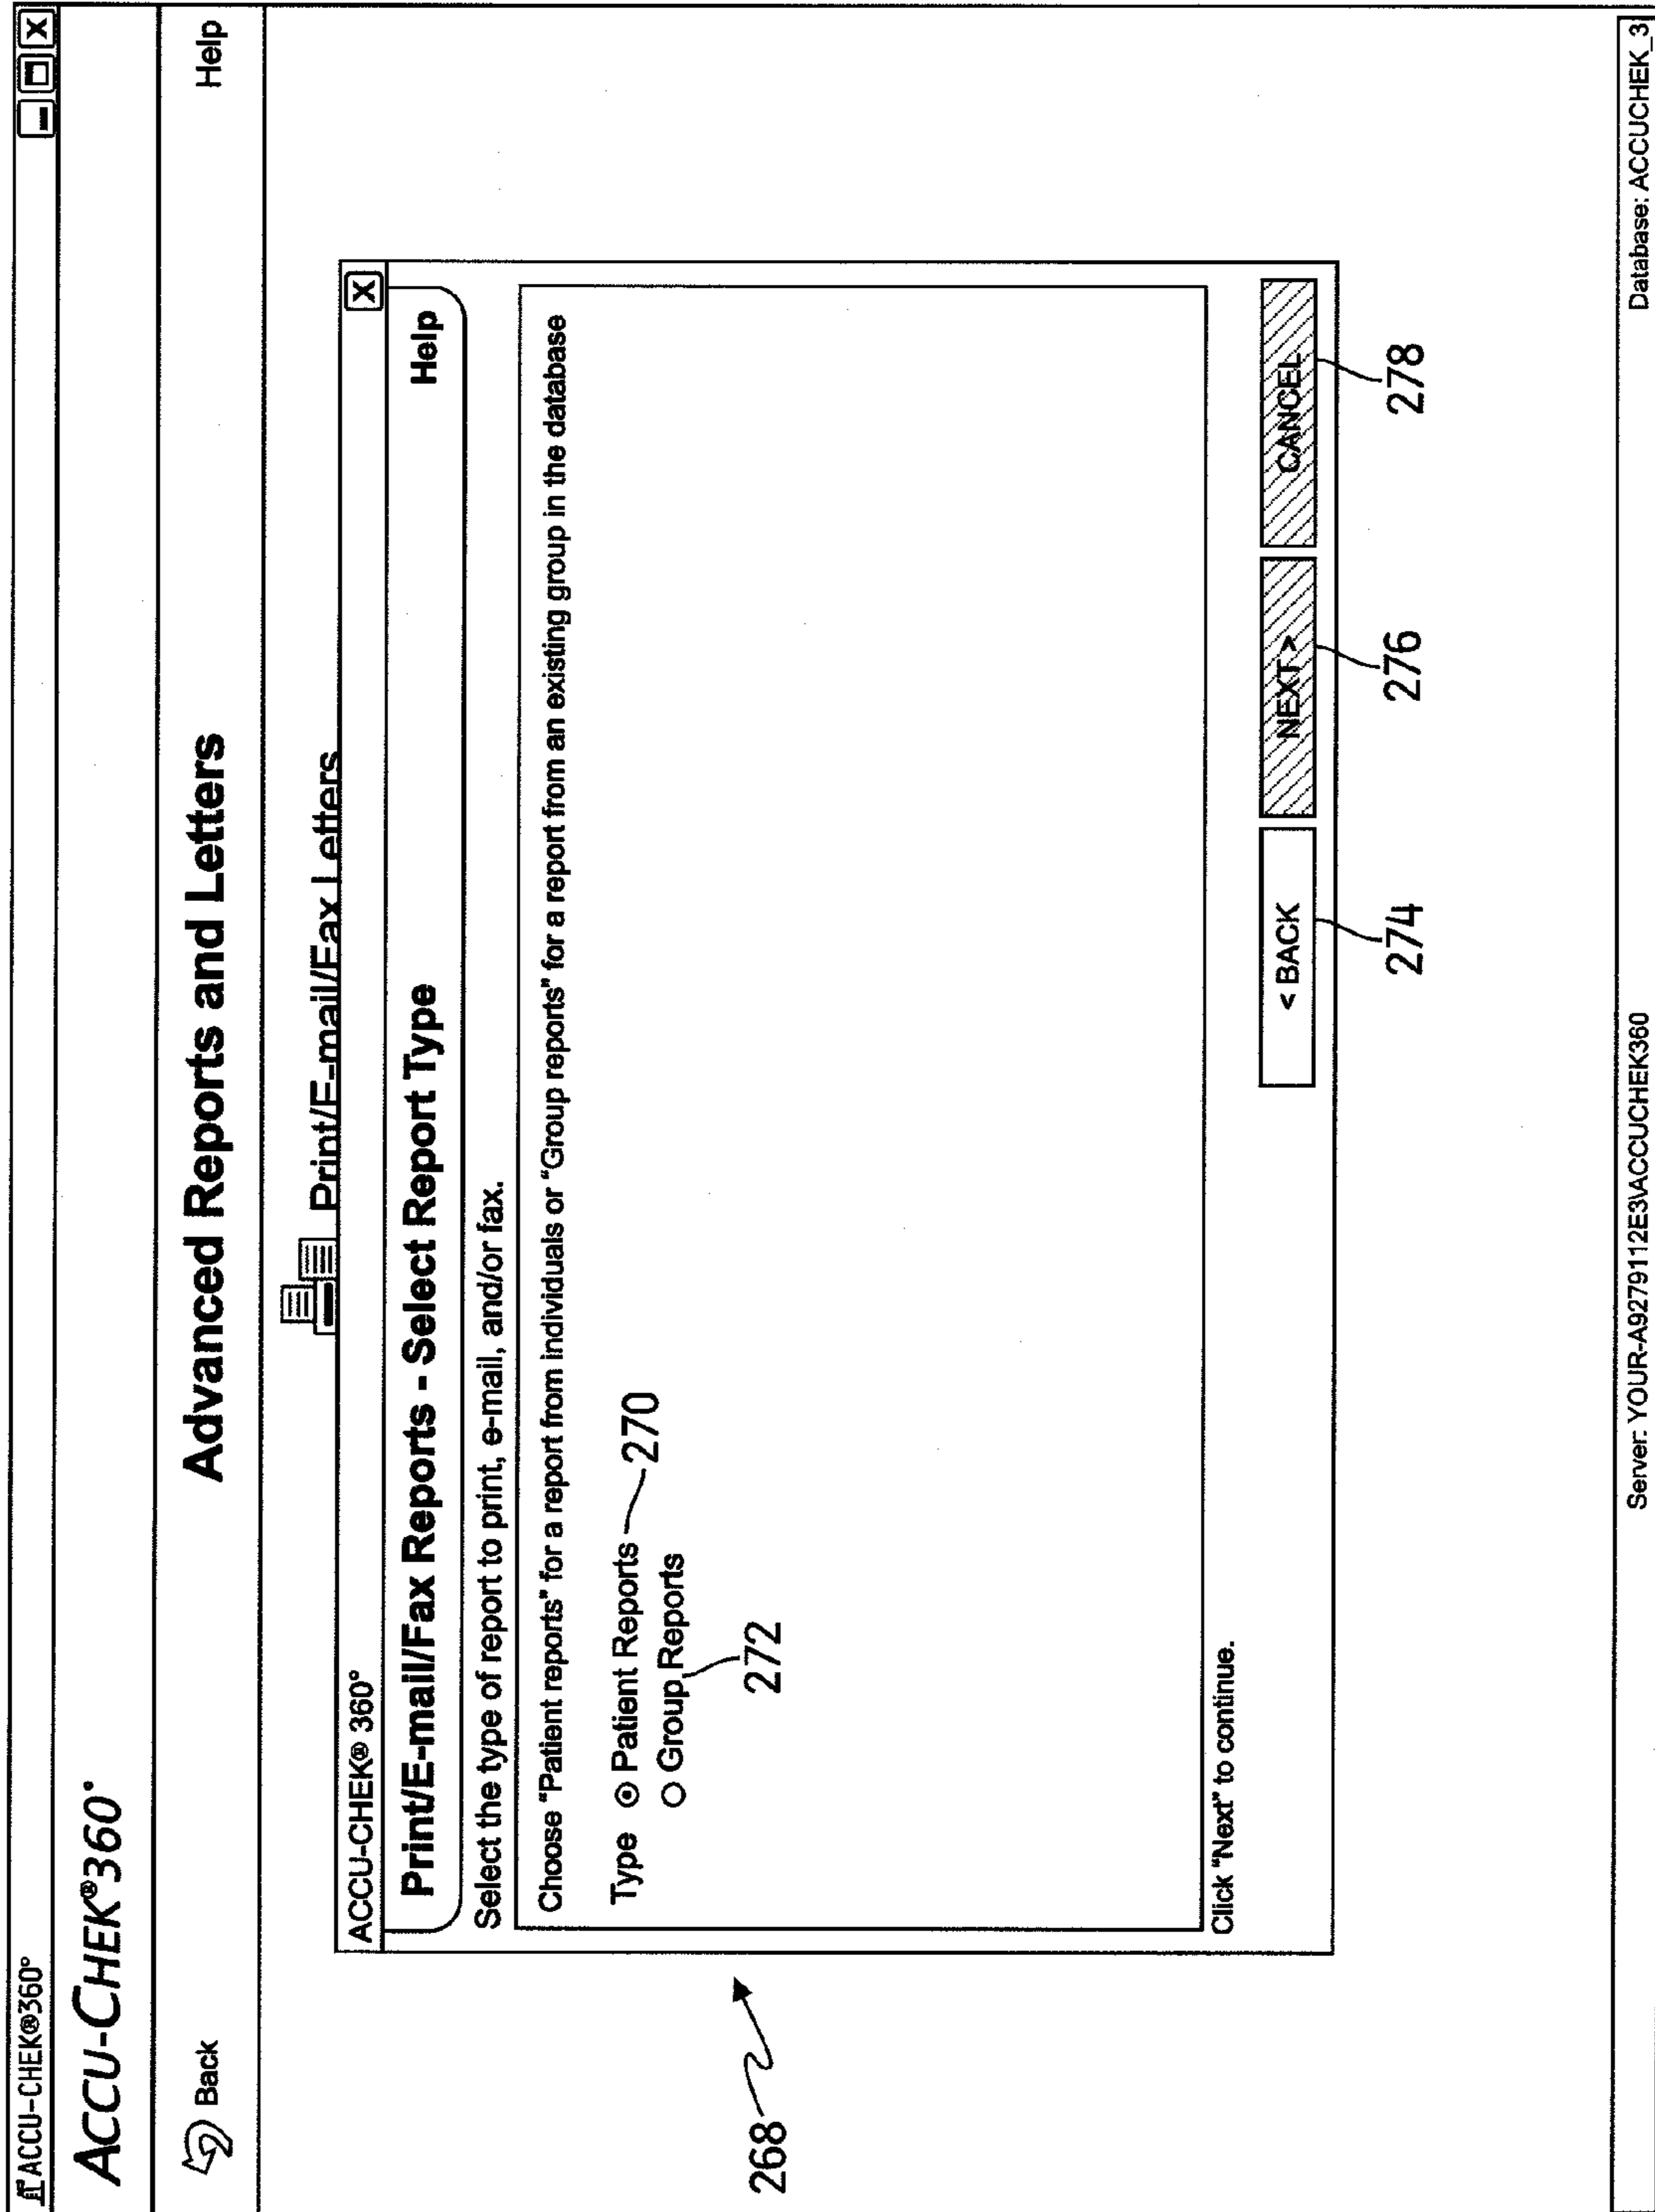 ACCU-CHEK®360°
ACCU-CHEK®360°
Back
Advanced Reports and Letters
Help
Print/E-mail/Fax Letters
ACCU-CHEK® 360°
X
Print/E-mail/Fax Reports - Select Report Type
Help
Select the type of report to print, e-mail, and/or fax.
Choose "Patient reports" for a report from individuals or "Group reports" for a report from an existing group in the database
Type
Patient Reports
270
Group Reports
272
268
Click "Next" to continue.
< BACK
NEXT >
CANCEL
274
276
278
Server: YOUR-A9279112E3\ACCUCHEK360
Database: ACCUCHEK_3